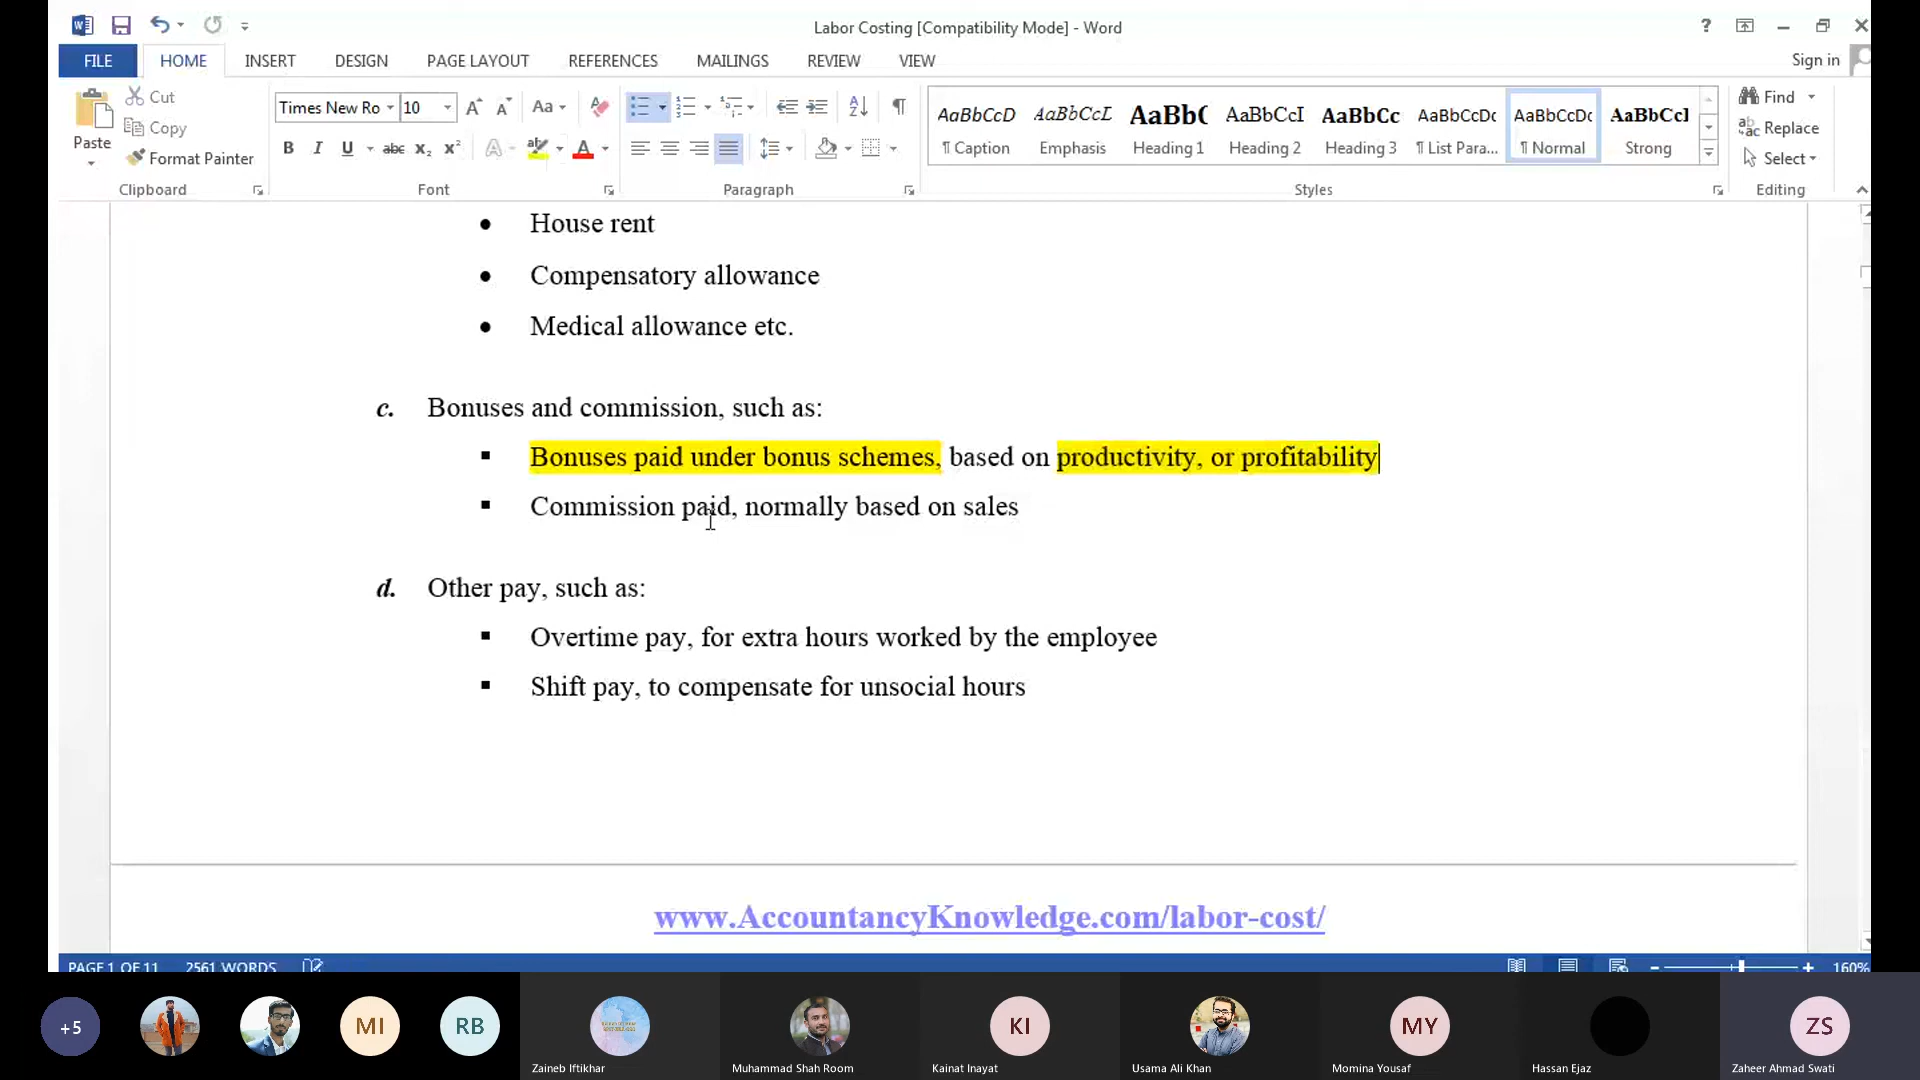 Labor Costing [Compatibility Mode] - Word
?
FILE HOME INSERT DESIGN PAGE LAYOUT REFERENCES MAILINGS REVIEW VIEW Sign in
Paste Cut Copy Format Painter
Times New Ro 10
AaBbCcD AaBbCcL AaBbC AaBbCcI AaBbCc AaBbCcDc AaBbCcDc AaBbCcI
¶ Caption Emphasis Heading 1 Heading 2 Heading 3 ¶ List Para... ¶ Normal Strong
Find Replace Select
Clipboard Font Paragraph Styles Editing
• House rent
• Compensatory allowance
• Medical allowance etc.
c. Bonuses and commission, such as:
▪ Bonuses paid under bonus schemes, based on productivity, or profitability
▪ Commission paid, normally based on sales
d. Other pay, such as:
▪ Overtime pay, for extra hours worked by the employee
▪ Shift pay, to compensate for unsocial hours
www.AccountancyKnowledge.com/labor-cost/
PAGE 1 OF 11 2561 WORDS 160%
+5 MI RB KI MY ZS
Zaineb Iftikhar Muhammad Shah Room Kainat Inayat Usama Ali Khan Momina Yousaf Hassan Ejaz Zaheer Ahmad Swati